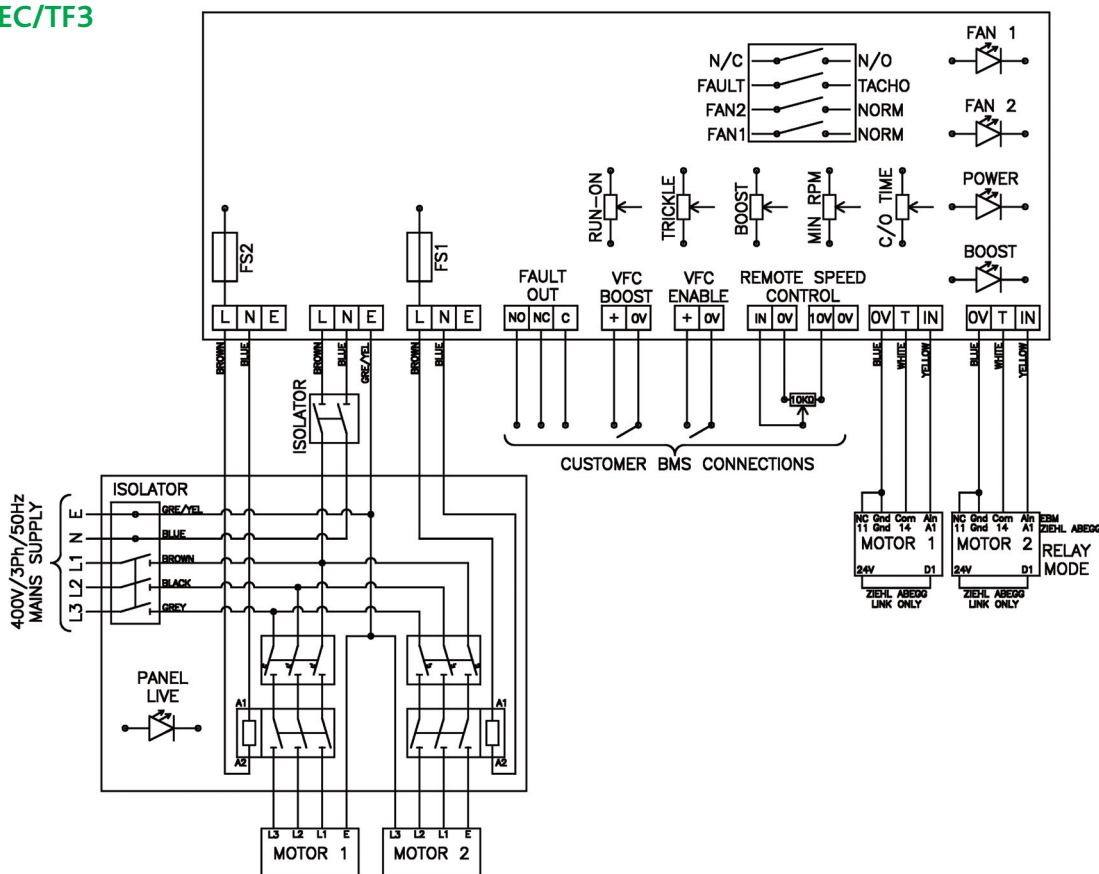 EC/TF3
N/C N/O
FAULT TACHO
FAN2 NORM
FAN1 NORM
FAN 1
FAN 2
POWER
BOOST
RUN-ON
TRICKLE
BOOST
MIN RPM
C/O TIME
FS2
FS1
FAULT OUT
VFC BOOST
VFC ENABLE
REMOTE SPEED CONTROL
L N E
L N E
L N E
NO NC C
+ 0V
+ 0V
IN 0V
10V 0V
0V T IN
0V T IN
BROWN
BLUE
BROWN
BLUE
GRE/YEL
BROWN
BLUE
BLUE
WHITE
YELLOW
BLUE
WHITE
YELLOW
ISOLATOR
10KΩ
CUSTOMER BMS CONNECTIONS
400V/3Ph/50Hz
MAINS SUPPLY
ISOLATOR
E GRE/YEL
N BLUE
L1 BROWN
L2 BLACK
L3 GREY
NC Gnd Com Ain
11 Gnd 14 A1
MOTOR 1
24V D1
ZIEHL ABEGG
LINK ONLY
NC Gnd Com Ain EBM
11 Gnd 14 A1 ZIEHL ABEGG
MOTOR 2
24V D1
ZIEHL ABEGG
LINK ONLY
RELAY
MODE
PANEL
LIVE
A1
A2
A1
A2
L3 L2 L1 E
MOTOR 1
L3 L2 L1 E
MOTOR 2